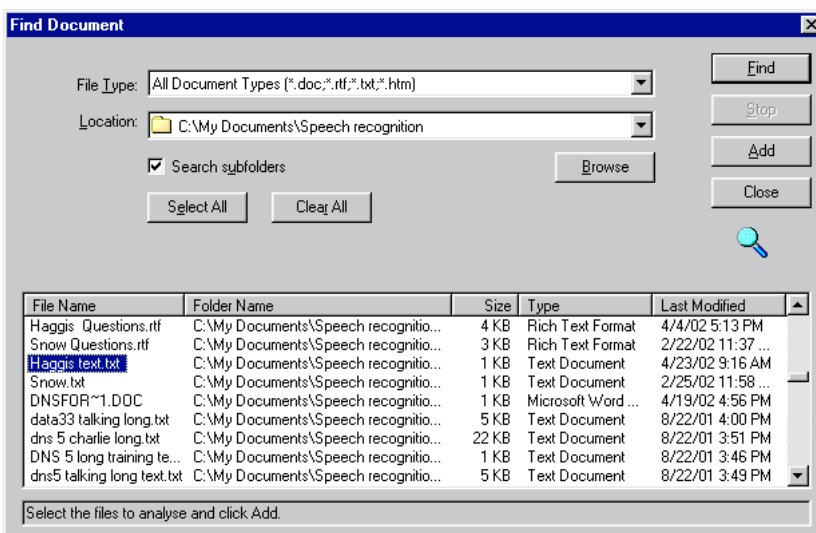 Find Document
File Type: All Document Types (*.doc;*.rtf;*.txt;*.htm)
Find
Location: C:\My Documents\Speech recognition
Stop
Search subfolders
Browse
Add
Select All Clear All
Close
File Name Folder Name Size Type Last Modified
Haggis Questions.rtf C:\My Documents\Speech recognitio... 4 KB Rich Text Format 4/4/02 5:13 PM
Snow Questions.rtf C:\My Documents\Speech recognitio... 3 KB Rich Text Format 2/22/02 11:37 ...
Haggis text.txt C:\My Documents\Speech recognitio... 1 KB Text Document 4/23/02 9:16 AM
Snow.txt C:\My Documents\Speech recognitio... 1 KB Text Document 2/25/02 11:58 ...
DNSFOR~1.DOC C:\My Documents\Speech recognitio... 1 KB Microsoft Word ... 4/19/02 4:56 PM
data33 talking long.txt C:\My Documents\Speech recognitio... 5 KB Text Document 8/22/01 4:00 PM
dns 5 charlie long.txt C:\My Documents\Speech recognitio... 22 KB Text Document 8/22/01 3:51 PM
DNS 5 long training te... C:\My Documents\Speech recognitio... 1 KB Text Document 8/22/01 3:46 PM
dns5 talking long text.txt C:\My Documents\Speech recognitio... 5 KB Text Document 8/22/01 3:49 PM
Select the files to analyse and click Add.